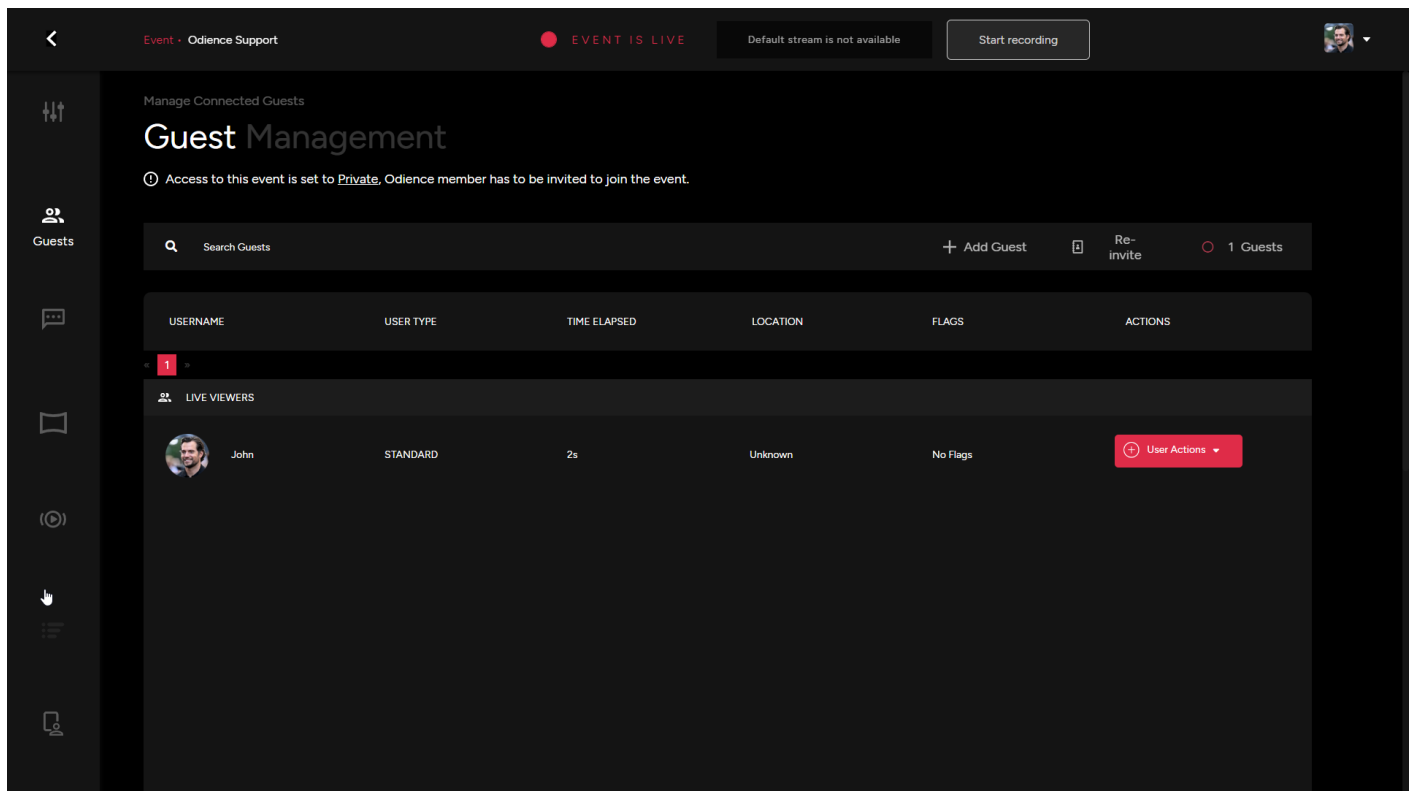 Event • Odience Support
EVENT IS LIVE
Default stream is not available
Start recording
Manage Connected Guests
Guest Management
Access to this event is set to Private, Odience member has to be invited to join the event.
Guests
Search Guests
Add Guest
Re-
invite
1 Guests
USERNAME USER TYPE TIME ELAPSED LOCATION FLAGS ACTIONS
« 1 »
LIVE VIEWERS
John STANDARD 2s Unknown No Flags User Actions